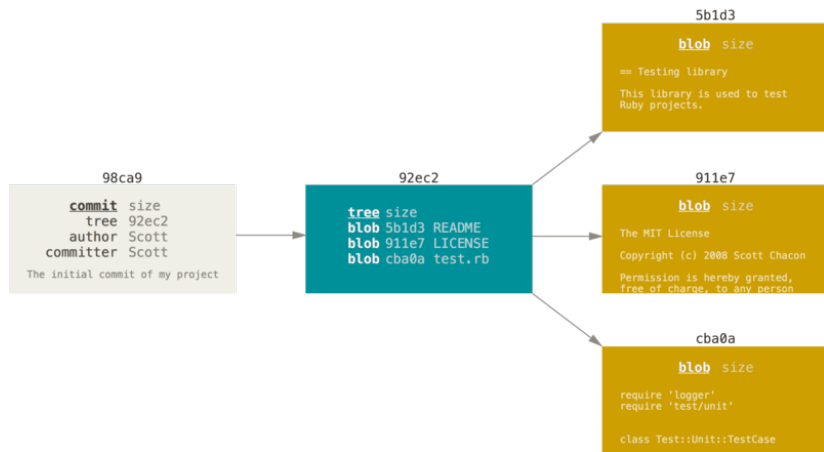 98ca9
commit size
tree 92ec2
author Scott
committer Scott
The initial commit of my project
92ec2
tree size
blob 5b1d3 README
blob 911e7 LICENSE
blob cba0a test.rb
5b1d3
blob size
== Testing library
This library is used to test
Ruby projects.
911e7
blob size
The MIT License
Copyright (c) 2008 Scott Chacon
Permission is hereby granted,
free of charge, to any person
cba0a
blob size
require 'logger'
require 'test/unit'
class Test::Unit::TestCase